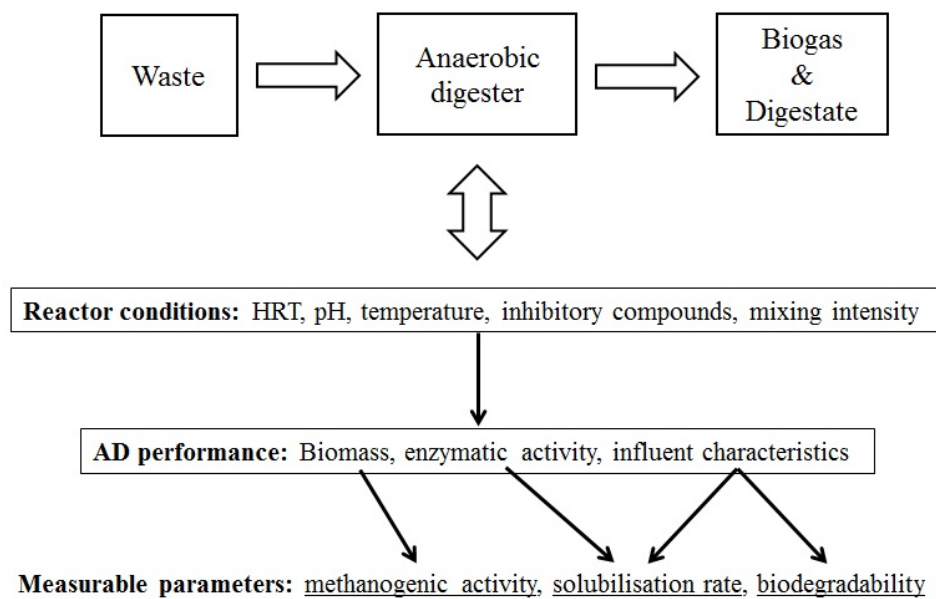 Waste
Anaerobic
digester
Biogas
&
Digestate
Reactor conditions: HRT, pH, temperature, inhibitory compounds, mixing intensity
AD performance: Biomass, enzymatic activity, influent characteristics
Measurable parameters: methanogenic activity, solubilisation rate, biodegradability